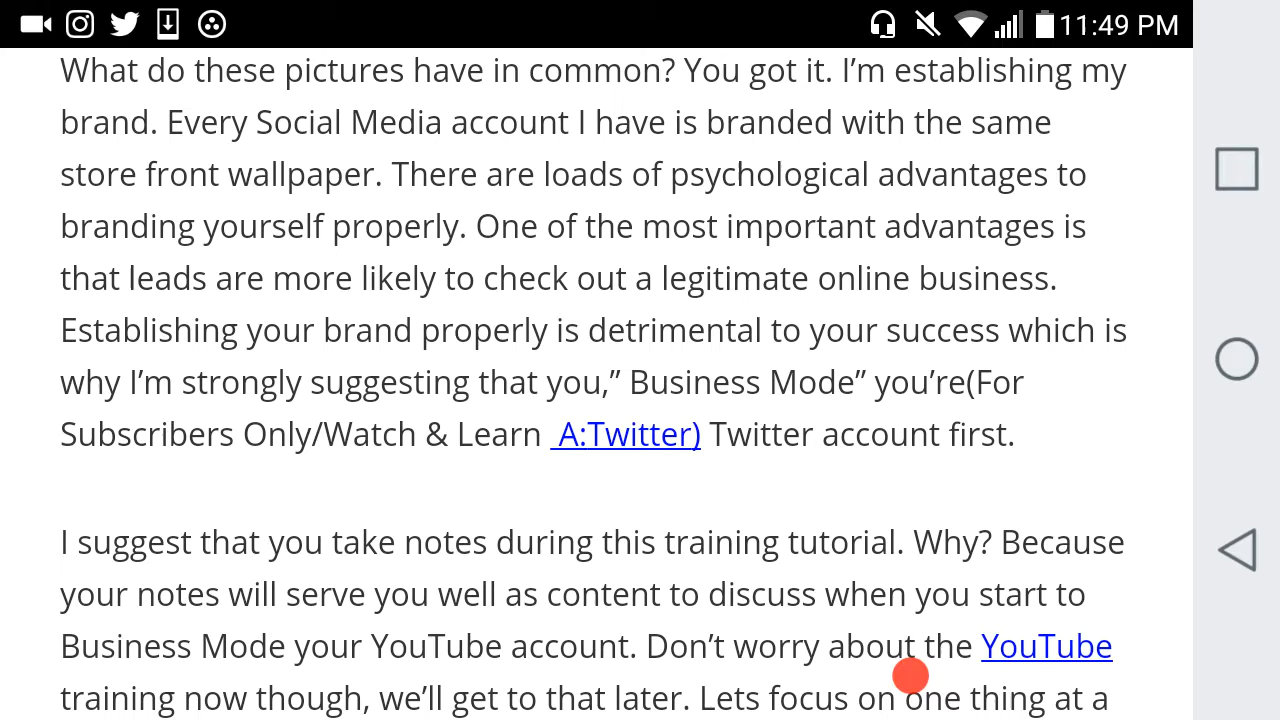 11:49 PM
What do these pictures have in common? You got it. I’m establishing my
brand. Every Social Media account I have is branded with the same
store front wallpaper. There are loads of psychological advantages to
branding yourself properly. One of the most important advantages is
that leads are more likely to check out a legitimate online business.
Establishing your brand properly is detrimental to your success which is
why I’m strongly suggesting that you,” Business Mode” you’re(For
Subscribers Only/Watch & Learn  A:Twitter) Twitter account first.
I suggest that you take notes during this training tutorial. Why? Because
your notes will serve you well as content to discuss when you start to
Business Mode your YouTube account. Don’t worry about the YouTube
training now though, we’ll get to that later. Lets focus on one thing at a